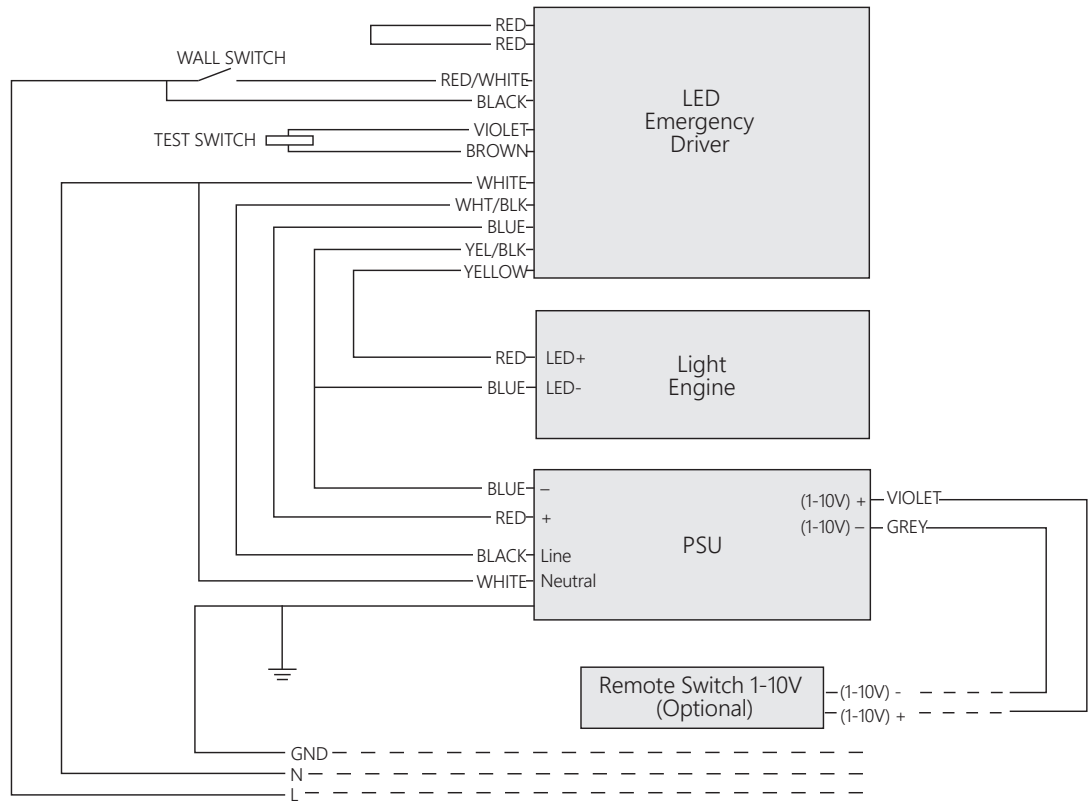 RED
RED
WALL SWITCH
RED/WHITE
BLACK
LED
Emergency
Driver
VIOLET
TEST SWITCH
BROWN
WHITE
WHT/BLK
BLUE
YEL/BLK
YELLOW
RED LED+
BLUE LED-
Light
Engine
BLUE –
RED +
BLACK Line
WHITE Neutral
PSU
(1-10V) + VIOLET
(1-10V) – GREY
Remote Switch 1-10V
(Optional)
(1-10V) -
(1-10V) +
GND
N
L